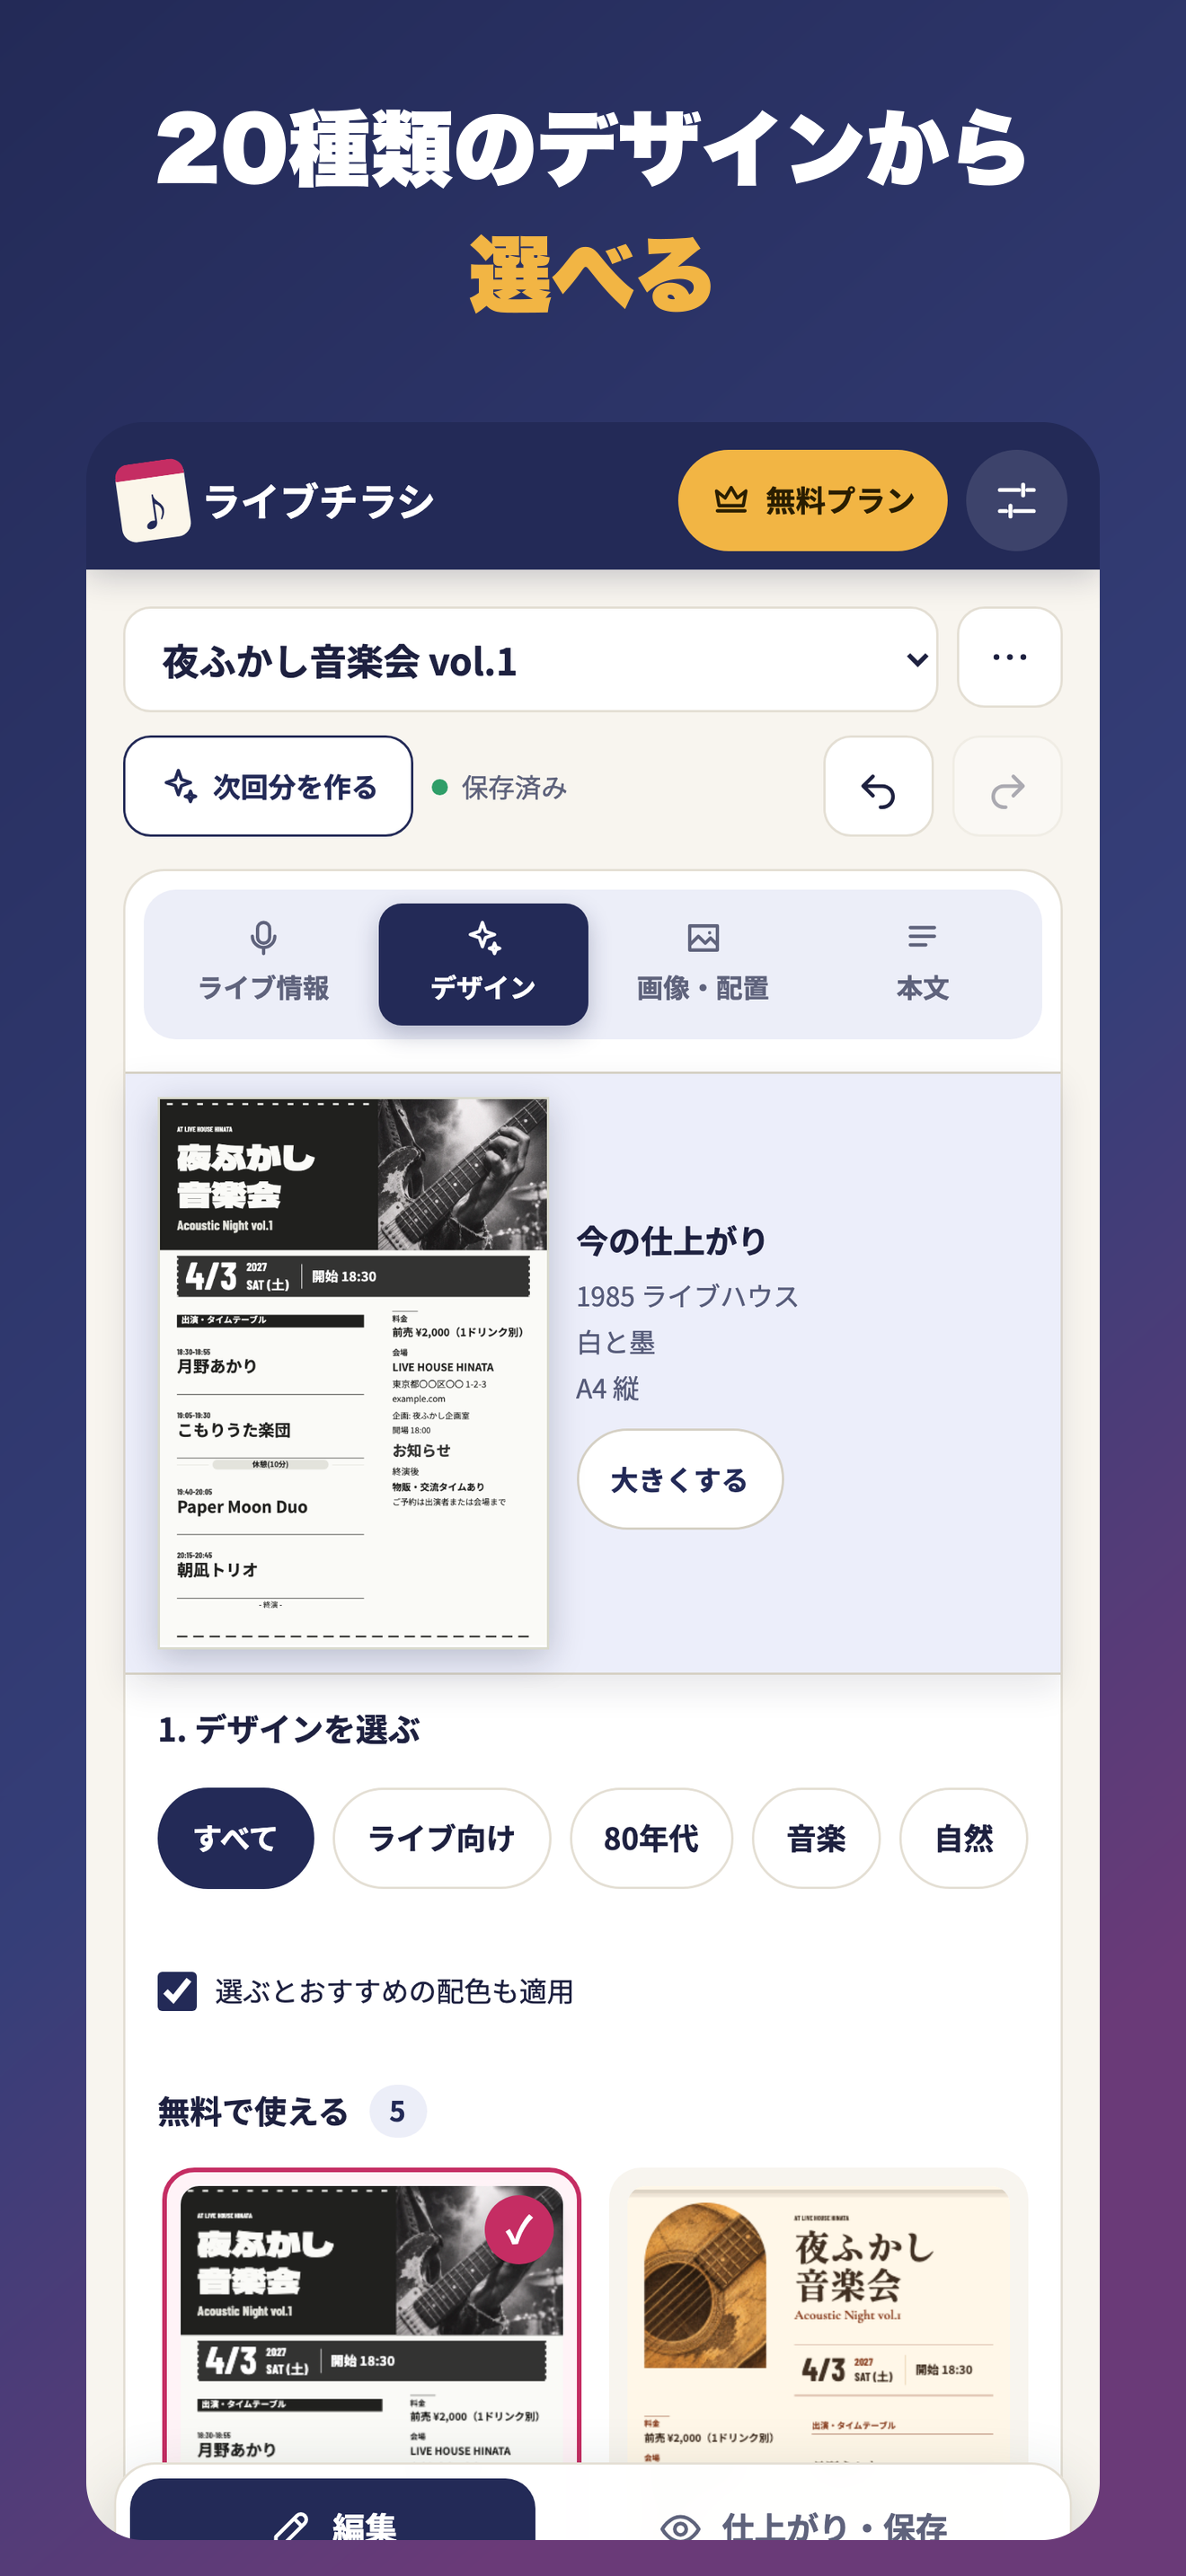 20種類のデザインから
選べる
ライブチラシ
無料プラン
夜ふかし音楽会 vol.1
次回分を作る
保存済み
ライブ情報
デザイン
画像・配置
本文
AT LIVE HOUSE HINATA
夜ふかし
音楽会
Acoustic Night vol.1
4/3 2027 SAT (土) 開始 18:30
出演・タイムテーブル
18:30-18:55
月野あかり
19:05-19:30
こもりうた楽団
休憩(10分)
19:40-20:05
Paper Moon Duo
20:15-20:45
朝凪トリオ
- 終演 -
料金
前売 ¥2,000（1ドリンク別）
会場
LIVE HOUSE HINATA
東京都〇〇区〇〇 1-2-3
example.com
企画: 夜ふかし企画室
開場 18:00
お知らせ
終演後
物販・交流タイムあり
ご予約は出演者または会場まで
今の仕上がり
1985 ライブハウス
白と墨
A4 縦
大きくする
1. デザインを選ぶ
すべて
ライブ向け
80年代
音楽
自然
選ぶとおすすめの配色も適用
無料で使える 5
AT LIVE HOUSE HINATA
夜ふかし
音楽会
Acoustic Night vol.1
4/3 2027 SAT (土) 開始 18:30
出演・タイムテーブル
18:30-18:55
月野あかり
料金
前売 ¥2,000（1ドリンク別）
会場
LIVE HOUSE HINATA
AT LIVE HOUSE HINATA
夜ふかし
音楽会
Acoustic Night vol.1
4/3 2027 SAT (土) 開始 18:30
料金
前売 ¥2,000（1ドリンク別）
会場
出演・タイムテーブル
編集
仕上がり・保存